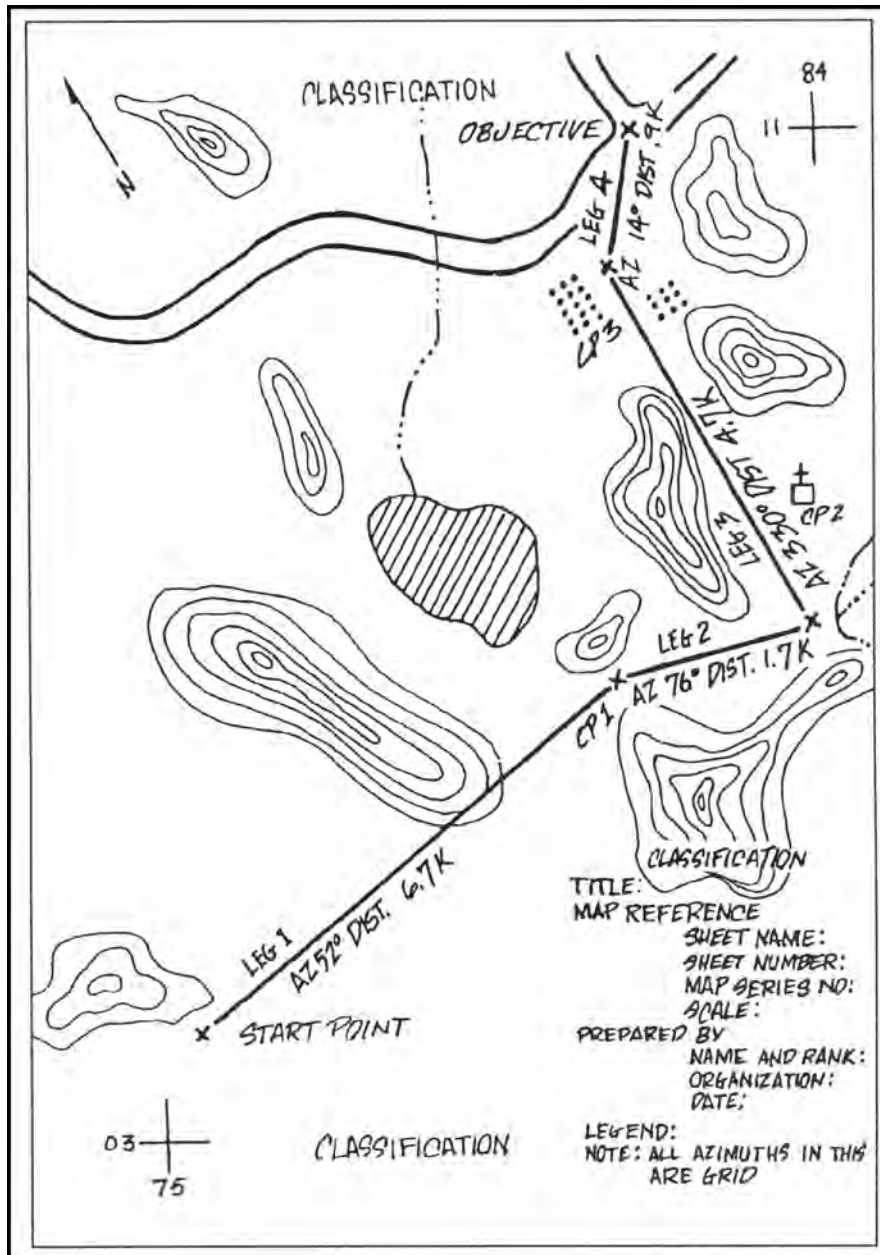 CLASSIFICATION
84
OBJECTIVE
11
LEG 4
AZ 14° DIST. 9K
N
CP3
LEG 3
AZ 330° DIST 4.7K
CP2
LEG 2
AZ 76° DIST. 1.7K
CP1
LEG 1
AZ 52° DIST. 6.7K
START POINT
03
75
CLASSIFICATION
CLASSIFICATION
TITLE:
MAP REFERENCE
SHEET NAME:
SHEET NUMBER:
MAP SERIES NO:
SCALE:
PREPARED BY
NAME AND RANK:
ORGANIZATION:
DATE:
LEGEND:
NOTE: ALL AZIMUTHS IN THIS
ARE GRID